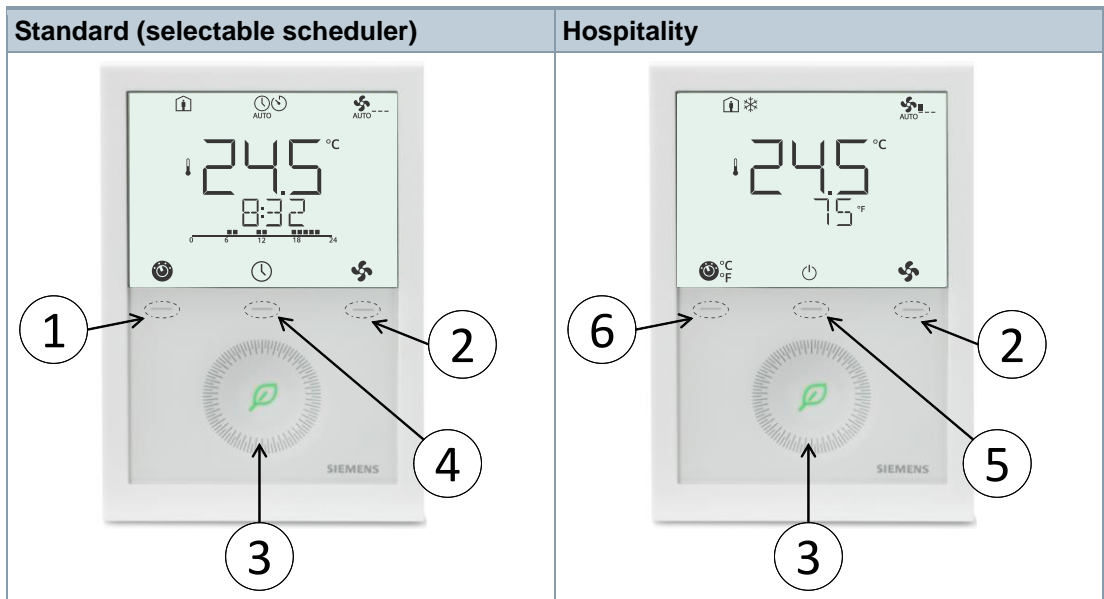 Standard (selectable scheduler)
Hospitality
AUTO
AUTO
24.5 °C
8:32
0 6 12 18 24
1
2
4
SIEMENS
3
AUTO
24.5 °C
75 °F
°C
°F
6
2
5
SIEMENS
3